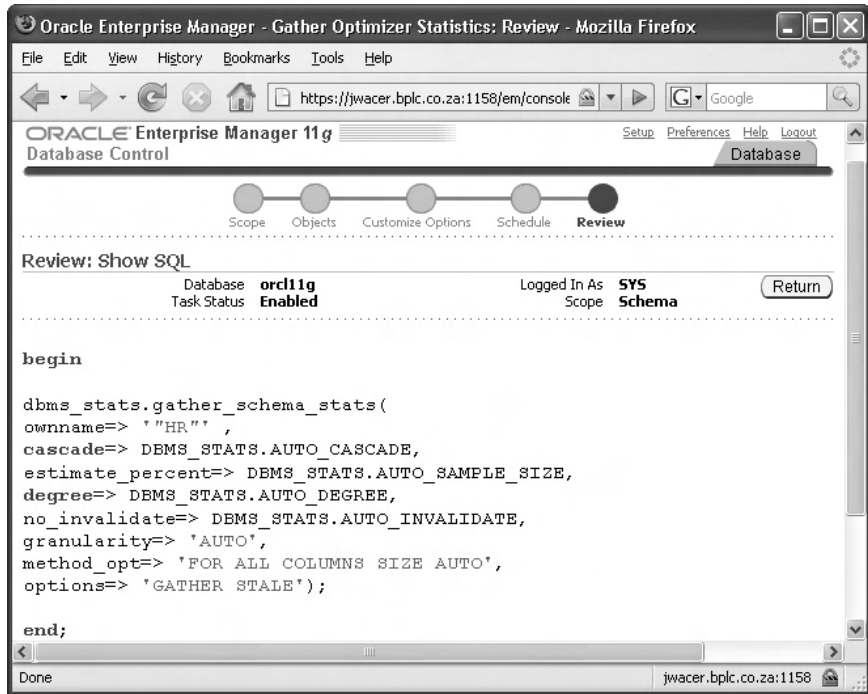 Oracle Enterprise Manager - Gather Optimizer Statistics: Review - Mozilla Firefox
File Edit View History Bookmarks Tools Help
https://jwacer.bplc.co.za:1158/em/console G Google
ORACLE Enterprise Manager 11g Setup Preferences Help Logout
Database Control Database
Scope Objects Customize Options Schedule Review
Review: Show SQL
Database orcl11g Logged In As SYS Return
Task Status Enabled Scope Schema
begin
dbms_stats.gather_schema_stats(
ownname=> '"HR"' ,
cascade=> DBMS_STATS.AUTO_CASCADE,
estimate_percent=> DBMS_STATS.AUTO_SAMPLE_SIZE,
degree=> DBMS_STATS.AUTO_DEGREE,
no_invalidate=> DBMS_STATS.AUTO_INVALIDATE,
granularity=> 'AUTO',
method_opt=> 'FOR ALL COLUMNS SIZE AUTO',
options=> 'GATHER STALE');
end;
Done jwacer.bplc.co.za:1158